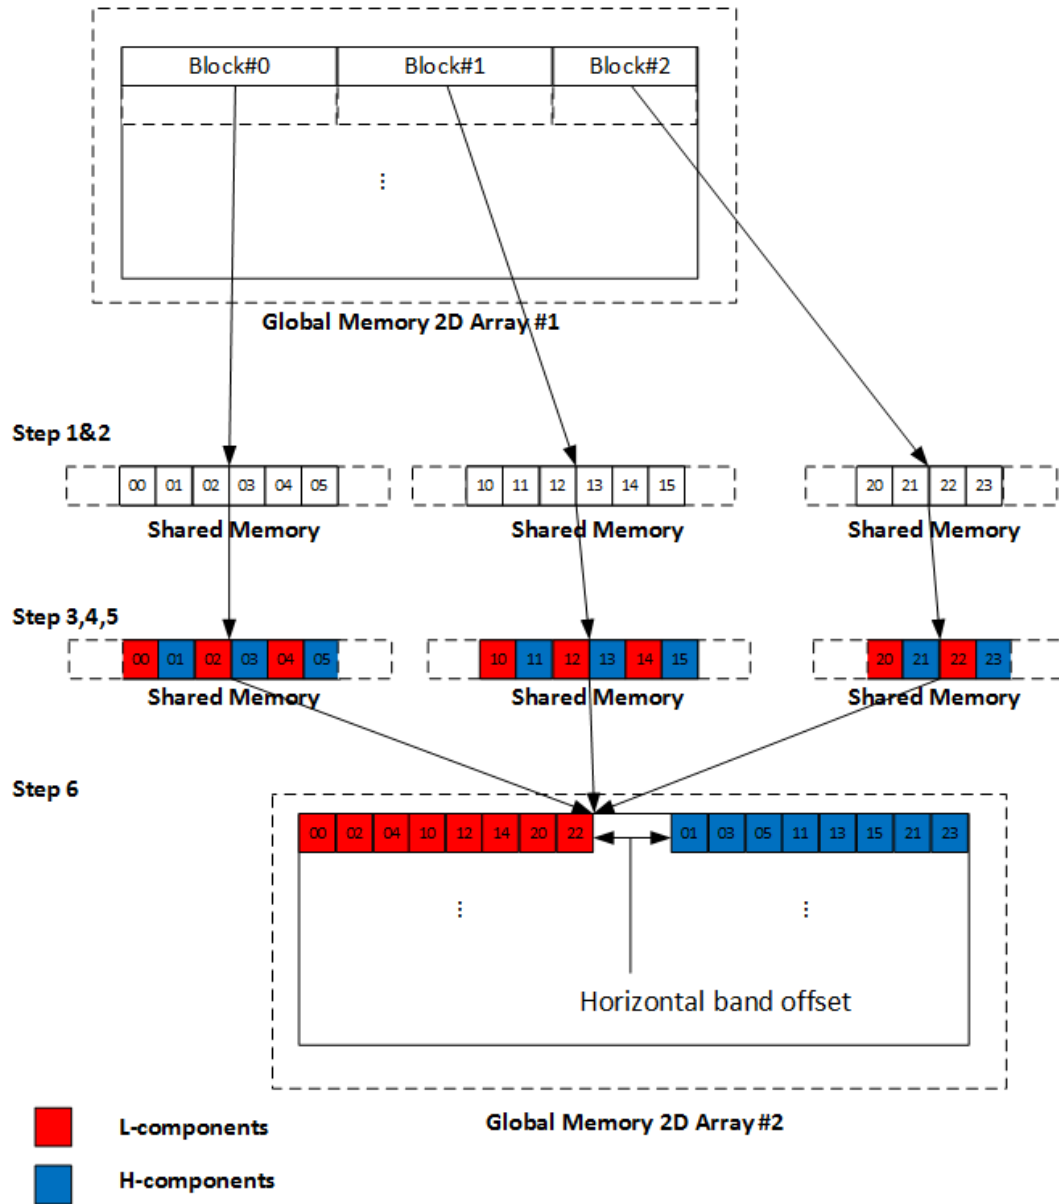 Block#0 Block#1 Block#2
...
Global Memory 2D Array #1
Step 1&2
00 01 02 03 04 05 10 11 12 13 14 15 20 21 22 23
Shared Memory Shared Memory Shared Memory
Step 3,4,5
00 01 02 03 04 05 10 11 12 13 14 15 20 21 22 23
Shared Memory Shared Memory Shared Memory
Step 6
00 02 04 10 12 14 20 22 01 03 05 11 13 15 21 23
... ...
Horizontal band offset
Global Memory 2D Array #2
L-components
H-components